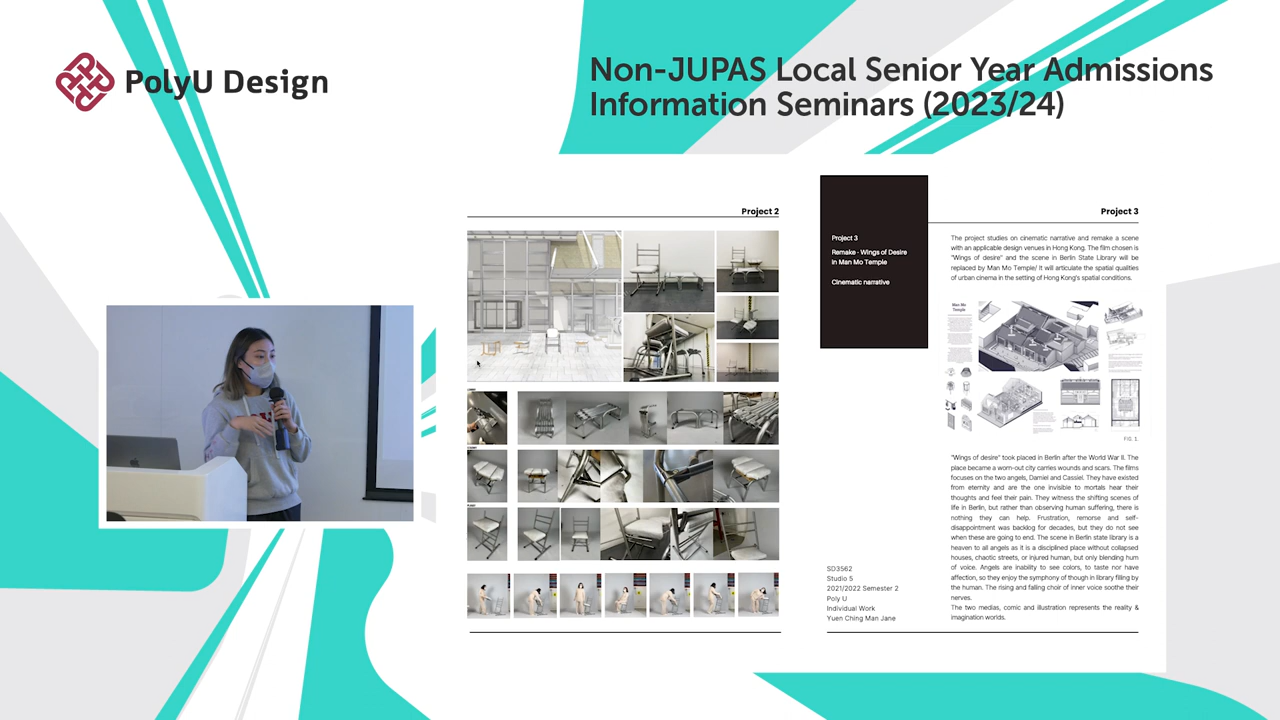 PolyU Design
Non-JUPAS Local Senior Year Admissions
Information Seminars (2023/24)
Project 2
Project 3
Remake - Wings of Desire
in Man Mo Temple
Cinematic narrative
SD3562
Studio 5
2021/2022 Semester 2
Poly U
Individual Work
Yuen Ching Man Jane
Project 3
The project studies on cinematic narrative and remake a scene
with an applicable design venues in Hong Kong. The film chosen is
"Wings of desire" and the scene in Berlin State Library will be
replaced by Man Mo Temple/ It will articulate the spatial qualities
of urban cinema in the setting of Hong Kong's spatial conditions.
Man Mo
Temple
FIG. 1.
"Wings of desire" took placed in Berlin after the World War II. The
place became a worn-out city carries wounds and scars. The films
focuses on the two angels, Damiel and Cassiel. They have existed
from eternity and are the one invisible to mortals hear their
thoughts and feel their pain. They witness the shifting scenes of
life in Berlin, but rather than observing human suffering, there is
nothing they can help. Frustration, remorse and self-
disappointment was backlog for decades, but they do not see
when these are going to end. The scene in Berlin state library is a
heaven to all angels as it is a disciplined place without collapsed
houses, chaotic streets, or injured human, but only blending hum
of voice. Angels are inability to see colors, to taste nor have
affection, so they enjoy the symphony of though in library filling by
the human. The rising and falling choir of inner voice soothe their
nerves.
The two medias, comic and illustration represents the reality &
imagination worlds.